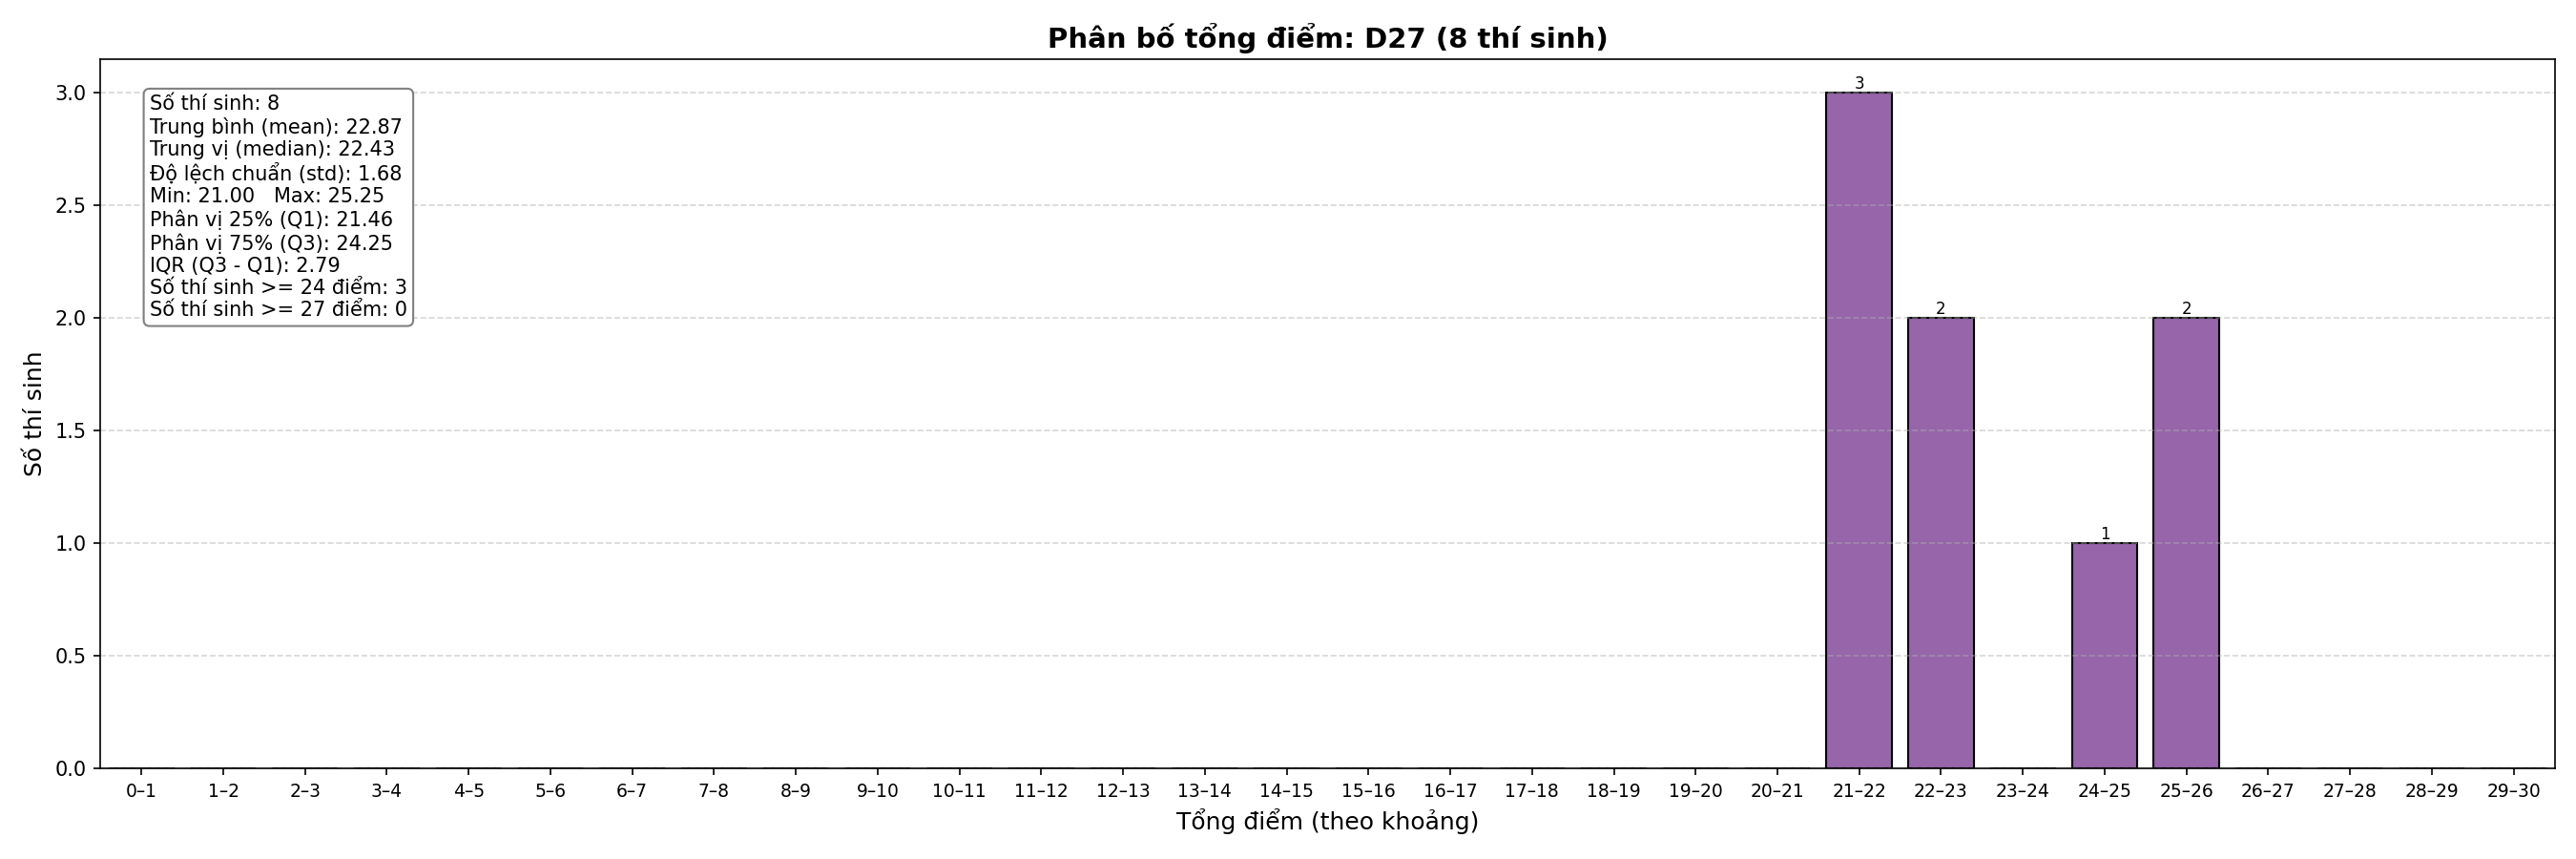 Phân bố tổng điểm: D27 (8 thí sinh)
Số thí sinh: 8
Trung bình (mean): 22.87
Trung vị (median): 22.43
Độ lệch chuẩn (std): 1.68
Min: 21.00   Max: 25.25
Phân vị 25% (Q1): 21.46
Phân vị 75% (Q3): 24.25
IQR (Q3 - Q1): 2.79
Số thí sinh >= 24 điểm: 3
Số thí sinh >= 27 điểm: 0
Số thí sinh
3.0
2.5
2.0
1.5
1.0
0.5
0.0
3
2
1
2
0–1 1–2 2–3 3–4 4–5 5–6 6–7 7–8 8–9 9–10 10–11 11–12 12–13 13–14 14–15 15–16 16–17 17–18 18–19 19–20 20–21 21–22 22–23 23–24 24–25 25–26 26–27 27–28 28–29 29–30
Tổng điểm (theo khoảng)